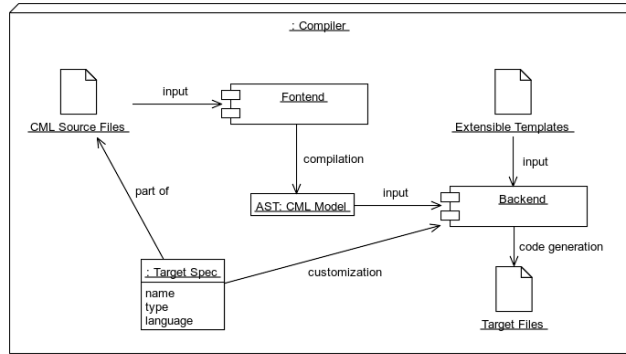 : Compiler
input
Fontend
CML Source Files
Extensible Templates
compilation
input
part of
AST: CML Model
input
Backend
: Target Spec
name
type
language
customization
code generation
Target Files